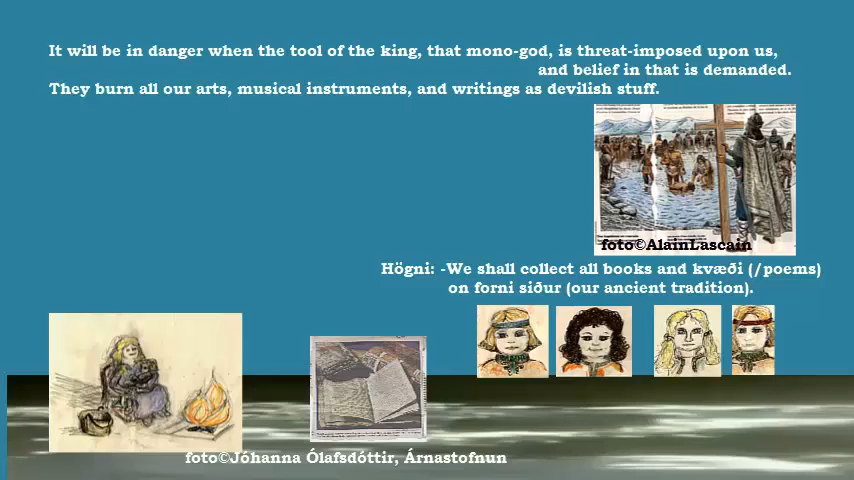 It will be in danger when the tool of the king, that mono-god, is threat-imposed upon us,
and belief in that is demanded.
They burn all our arts, musical instruments, and writings as devilish stuff.
foto©AlainLascain
Högni: -We shall collect all books and kvæði (/poems)
on forni siður (our ancient tradition).
foto©Jóhanna Ólafsdóttir, Árnastofnun